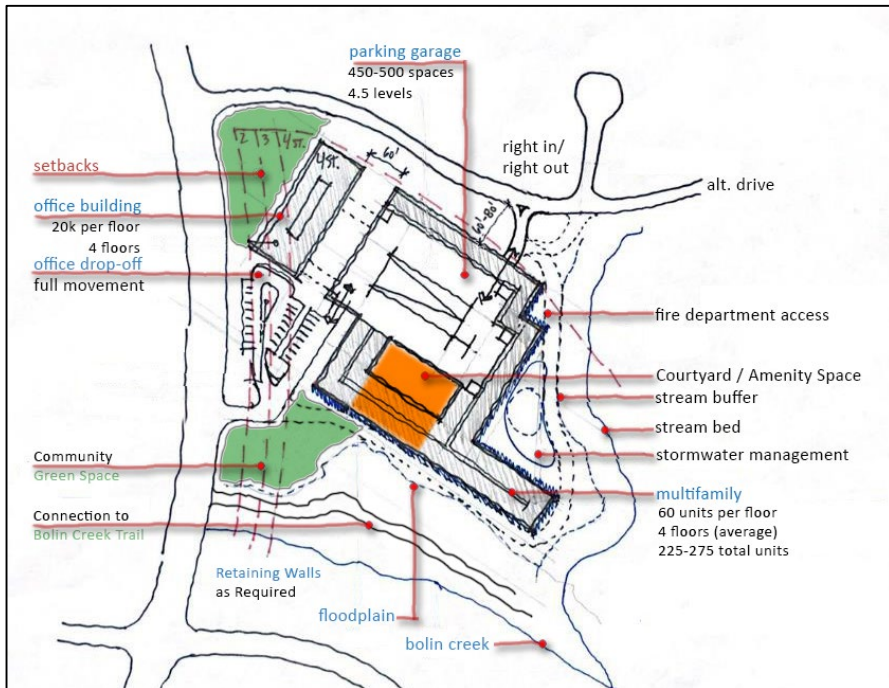 parking garage
450-500 spaces
4.5 levels
right in/
right out
alt. drive
2 3 4 ST.
4 ST.
60'
60'-80'
setbacks
office building
20k per floor
4 floors
office drop-off
full movement
fire department access
Courtyard / Amenity Space
stream buffer
stream bed
stormwater management
Community
Green Space
Connection to
Bolin Creek Trail
multifamily
60 units per floor
4 floors (average)
225-275 total units
Retaining Walls
as Required
floodplain
bolin creek